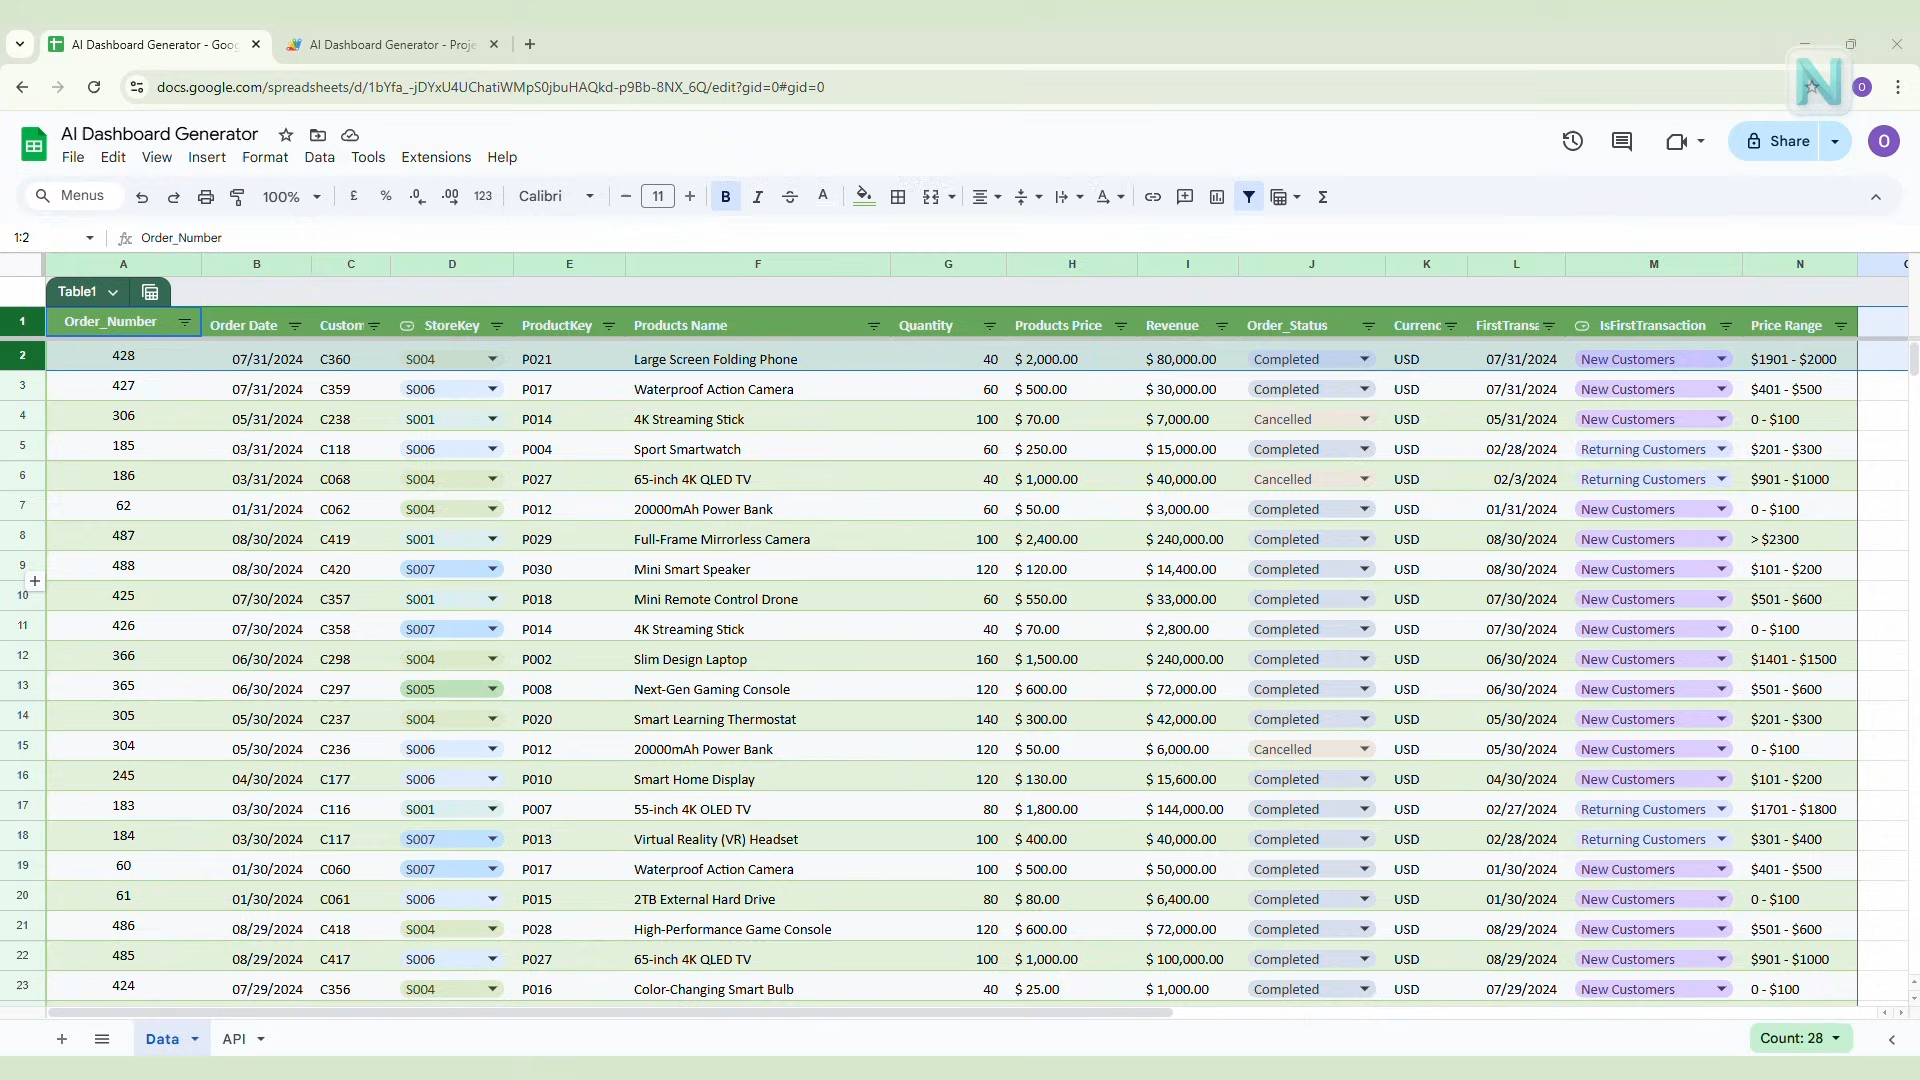 AI Dashboard Generator - Goog
AI Dashboard Generator - Proje
docs.google.com/spreadsheets/d/1bYfa_-jDYxU4UChatiWMpS0jbuHAQkd-p9Bb-8NX_6Q/edit?gid=0#gid=0
N
O
AI Dashboard Generator
File Edit View Insert Format Data Tools Extensions Help
Share
O
Menus 100% £ % .0 .00 123 Calibri 11 B I A Σ
1:2 fx Order_Number
A B C D E F G H I J K L M N
Table1
1 Order_Number Order Date Custom StoreKey ProductKey Products Name Quantity Products Price Revenue Order_Status Currenc FirstTransa IsFirstTransaction Price Range
2 428 07/31/2024 C360 S004 P021 Large Screen Folding Phone 40 $ 2,000.00 $ 80,000.00 Completed USD 07/31/2024 New Customers $1901 - $2000
3 427 07/31/2024 C359 S006 P017 Waterproof Action Camera 60 $ 500.00 $ 30,000.00 Completed USD 07/31/2024 New Customers $401 - $500
4 306 05/31/2024 C238 S001 P014 4K Streaming Stick 100 $ 70.00 $ 7,000.00 Cancelled USD 05/31/2024 New Customers 0 - $100
5 185 03/31/2024 C118 S006 P004 Sport Smartwatch 60 $ 250.00 $ 15,000.00 Completed USD 02/28/2024 Returning Customers $201 - $300
6 186 03/31/2024 C068 S004 P027 65-inch 4K QLED TV 40 $ 1,000.00 $ 40,000.00 Cancelled USD 02/3/2024 Returning Customers $901 - $1000
7 62 01/31/2024 C062 S004 P012 20000mAh Power Bank 60 $ 50.00 $ 3,000.00 Completed USD 01/31/2024 New Customers 0 - $100
8 487 08/30/2024 C419 S001 P029 Full-Frame Mirrorless Camera 100 $ 2,400.00 $ 240,000.00 Completed USD 08/30/2024 New Customers > $2300
9 488 08/30/2024 C420 S007 P030 Mini Smart Speaker 120 $ 120.00 $ 14,400.00 Completed USD 08/30/2024 New Customers $101 - $200
10 425 07/30/2024 C357 S001 P018 Mini Remote Control Drone 60 $ 550.00 $ 33,000.00 Completed USD 07/30/2024 New Customers $501 - $600
11 426 07/30/2024 C358 S007 P014 4K Streaming Stick 40 $ 70.00 $ 2,800.00 Completed USD 07/30/2024 New Customers 0 - $100
12 366 06/30/2024 C298 S004 P002 Slim Design Laptop 160 $ 1,500.00 $ 240,000.00 Completed USD 06/30/2024 New Customers $1401 - $1500
13 365 06/30/2024 C297 S005 P008 Next-Gen Gaming Console 120 $ 600.00 $ 72,000.00 Completed USD 06/30/2024 New Customers $501 - $600
14 305 05/30/2024 C237 S004 P020 Smart Learning Thermostat 140 $ 300.00 $ 42,000.00 Completed USD 05/30/2024 New Customers $201 - $300
15 304 05/30/2024 C236 S006 P012 20000mAh Power Bank 120 $ 50.00 $ 6,000.00 Cancelled USD 05/30/2024 New Customers 0 - $100
16 245 04/30/2024 C177 S006 P010 Smart Home Display 120 $ 130.00 $ 15,600.00 Completed USD 04/30/2024 New Customers $101 - $200
17 183 03/30/2024 C116 S001 P007 55-inch 4K OLED TV 80 $ 1,800.00 $ 144,000.00 Completed USD 02/27/2024 Returning Customers $1701 - $1800
18 184 03/30/2024 C117 S007 P013 Virtual Reality (VR) Headset 100 $ 400.00 $ 40,000.00 Completed USD 02/28/2024 Returning Customers $301 - $400
19 60 01/30/2024 C060 S007 P017 Waterproof Action Camera 100 $ 500.00 $ 50,000.00 Completed USD 01/30/2024 New Customers $401 - $500
20 61 01/30/2024 C061 S006 P015 2TB External Hard Drive 80 $ 80.00 $ 6,400.00 Completed USD 01/30/2024 New Customers 0 - $100
21 486 08/29/2024 C418 S004 P028 High-Performance Game Console 120 $ 600.00 $ 72,000.00 Completed USD 08/29/2024 New Customers $501 - $600
22 485 08/29/2024 C417 S006 P027 65-inch 4K QLED TV 100 $ 1,000.00 $ 100,000.00 Completed USD 08/29/2024 New Customers $901 - $1000
23 424 07/29/2024 C356 S004 P016 Color-Changing Smart Bulb 40 $ 25.00 $ 1,000.00 Completed USD 07/29/2024 New Customers 0 - $100
Data API Count: 28